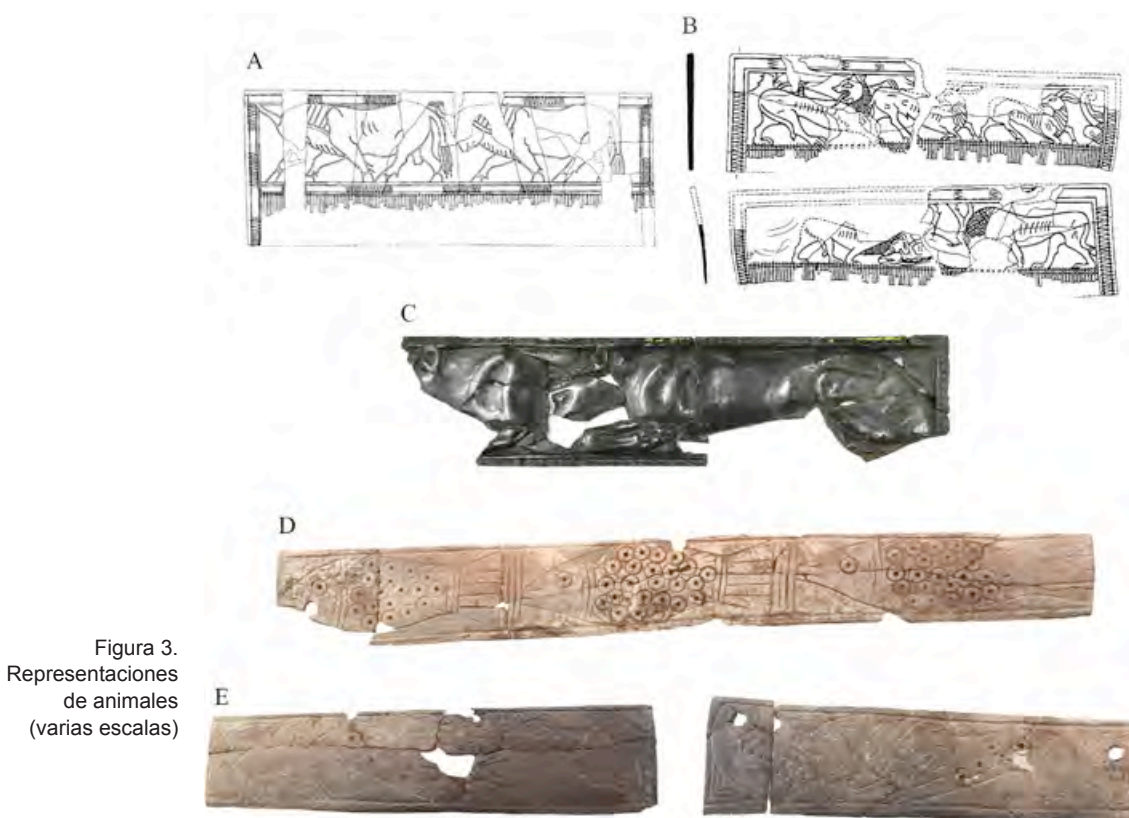 A
B
C
D
Figura 3.
Representaciones
de animales
(varias escalas)
E